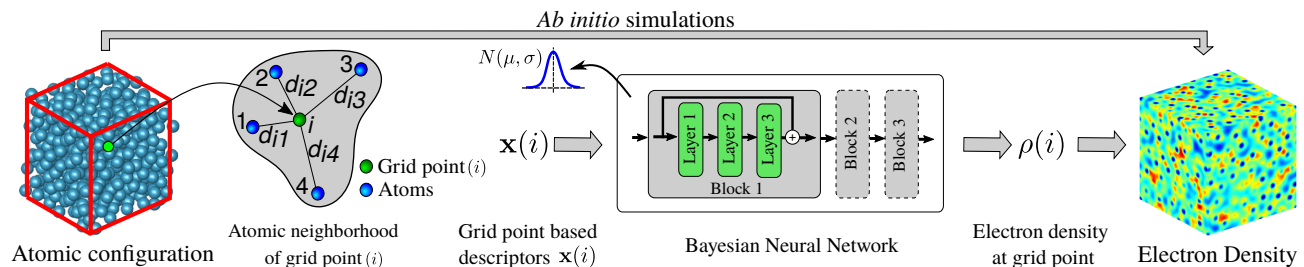 Ab initio simulations
N(μ, σ)
1
2
3
4
d_i1
d_i2
d_i3
d_i4
i
Grid point (i)
Atoms
x(i)
Layer 1
Layer 2
Layer 3
+
Block 1
Block 2
Block 3
ρ(i)
Atomic configuration
Atomic neighborhood
of grid point (i)
Grid point based
descriptors x(i)
Bayesian Neural Network
Electron density
at grid point
Electron Density